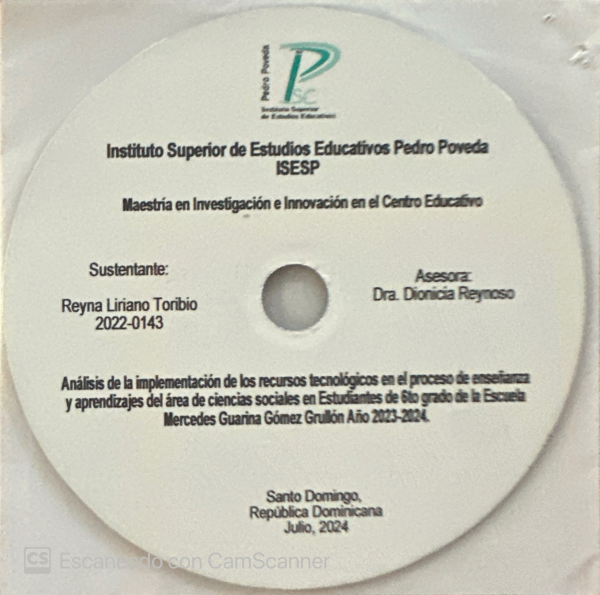 Pedro Poveda
SC
Instituto Superior
de Estudios Educativos
Instituto Superior de Estudios Educativos Pedro Poveda
ISESP
Maestría en Investigación e Innovación en el Centro Educativo
Sustentante:
Reyna Liriano Toribio
2022-0143
Asesora:
Dra. Dionicia Reynoso
Análisis de la implementación de los recursos tecnológicos en el proceso de enseñanza
y aprendizajes del área de ciencias sociales en Estudiantes de 6to grado de la Escuela
Mercedes Guarina Gómez Grullón Año 2023-2024.
Santo Domingo,
República Dominicana
Julio, 2024
CS Escaneado con CamScanner